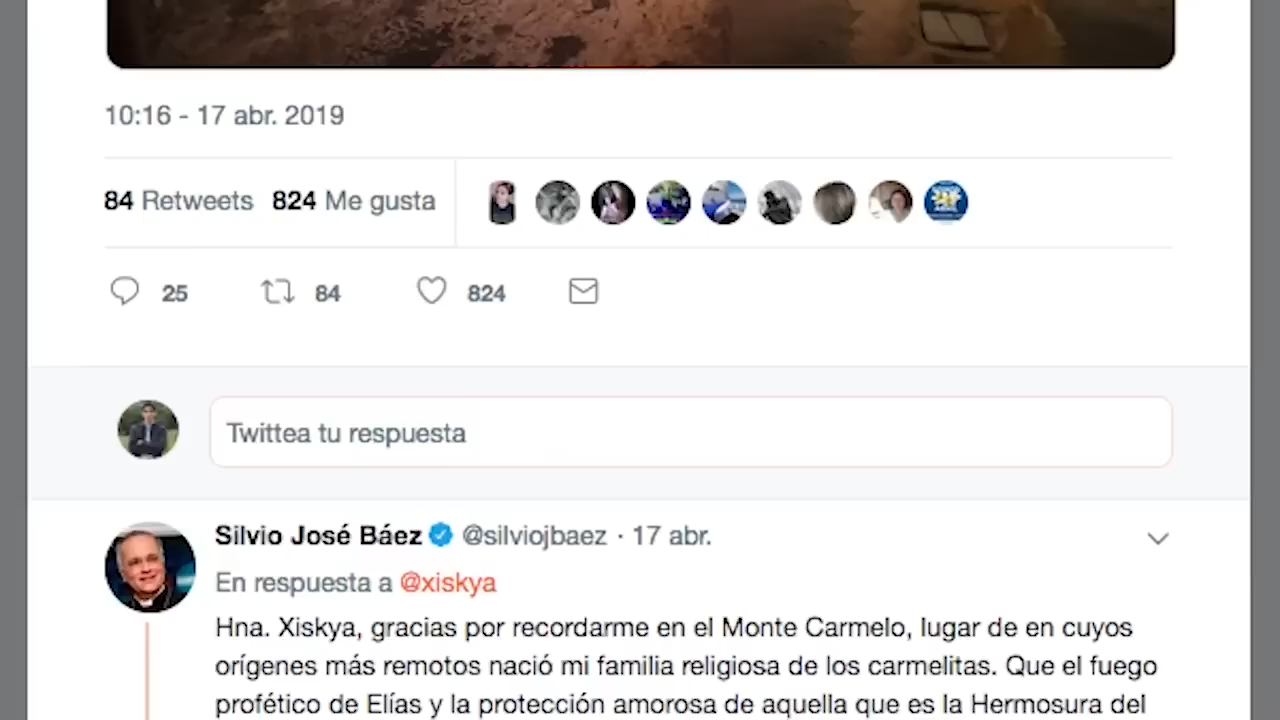 10:16 - 17 abr. 2019
84 Retweets 824 Me gusta
25 84 824
Twittea tu respuesta
Silvio José Báez @silviojbaez · 17 abr.
En respuesta a @xiskya
Hna. Xiskya, gracias por recordarme en el Monte Carmelo, lugar de en cuyos
orígenes más remotos nació mi familia religiosa de los carmelitas. Que el fuego
profético de Elías y la protección amorosa de aquella que es la Hermosura del